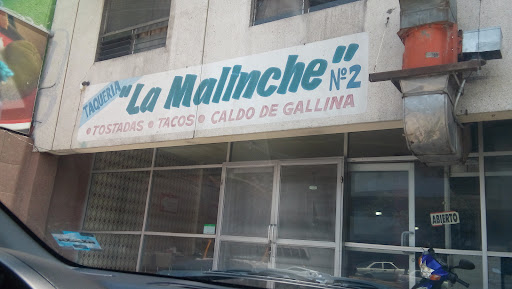 TAQUERIA "La Malinche" Nº2
• TOSTADAS • TACOS • CALDO DE GALLINA
ABIERTO